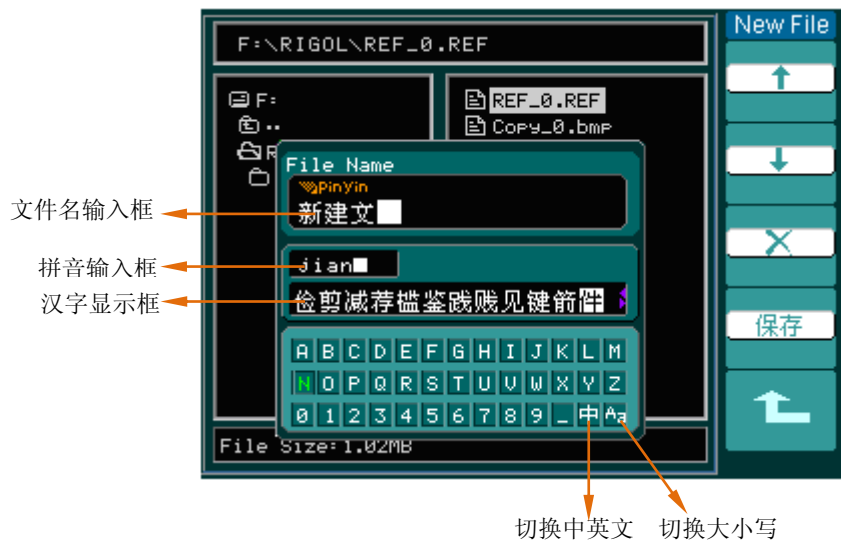 New File
F:\RIGOL\REF_0.REF
F:
REF_0.REF
..
Copy_0.bmp
R
File Name
PinYin
文件名输入框
新建文
拼音输入框
jian
汉字显示框
俭剪减荐槛鉴践贱见键箭件
保存
A B C D E F G H I J K L M
N O P Q R S T U V W X Y Z
0 1 2 3 4 5 6 7 8 9 _ 中 Aa
File Size:1.02MB
切换中英文 切换大小写